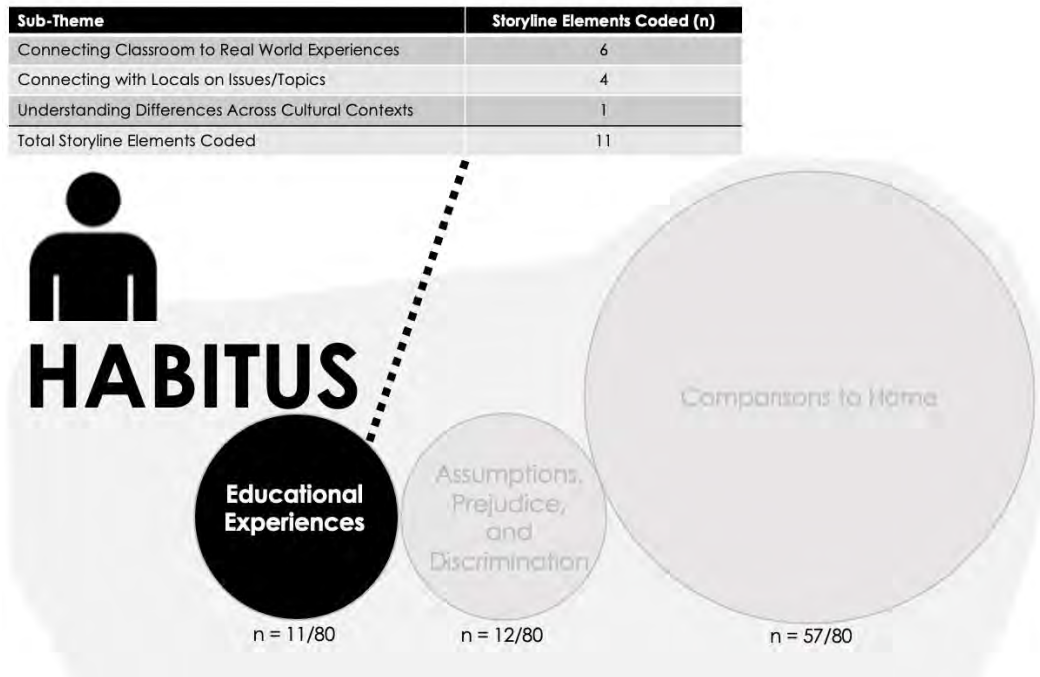 Sub-Theme Storyline Elements Coded (n)
Connecting Classroom to Real World Experiences 6
Connecting with Locals on Issues/Topics 4
Understanding Differences Across Cultural Contexts 1
Total Storyline Elements Coded 11
HABITUS
Educational
Experiences
Assumptions,
Prejudice,
and
Discrimination
Comparisons to Home
n = 11/80
n = 12/80
n = 57/80